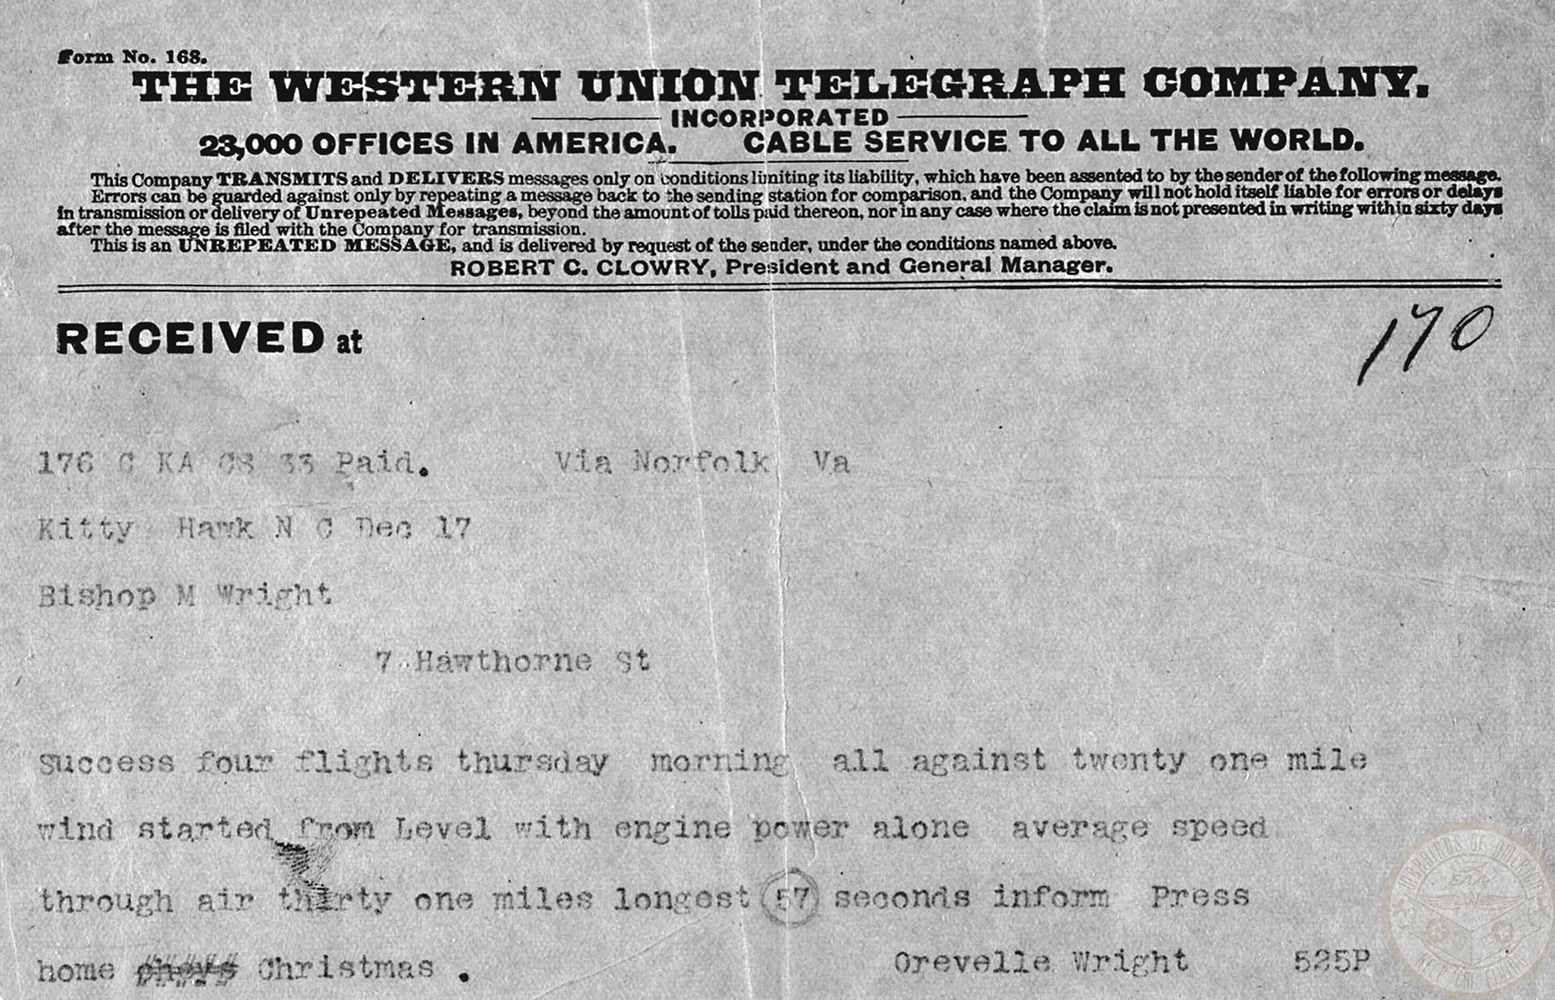 Form No. 168.
THE WESTERN UNION TELEGRAPH COMPANY.
INCORPORATED
23,000 OFFICES IN AMERICA. CABLE SERVICE TO ALL THE WORLD.
This Company TRANSMITS and DELIVERS messages only on conditions limiting its liability, which have been assented to by the sender of the following message.
Errors can be guarded against only by repeating a message back to the sending station for comparison, and the Company will not hold itself liable for errors or delays
in transmission or delivery of Unrepeated Messages, beyond the amount of tolls paid thereon, nor in any case where the claim is not presented in writing within sixty days
after the message is filed with the Company for transmission.
This is an UNREPEATED MESSAGE, and is delivered by request of the sender, under the conditions named above.
ROBERT C. CLOWRY, President and General Manager.
RECEIVED at
170
176 C KA CS 33 Paid. Via Norfolk Va
Kitty Hawk N C Dec 17
Bishop M Wright
7 Hawthorne St
Success four flights thursday morning all against twenty one mile
wind started from Level with engine power alone average speed
through air thirty one miles longest 57 seconds inform Press
home Christmas .
Orevelle Wright 525P